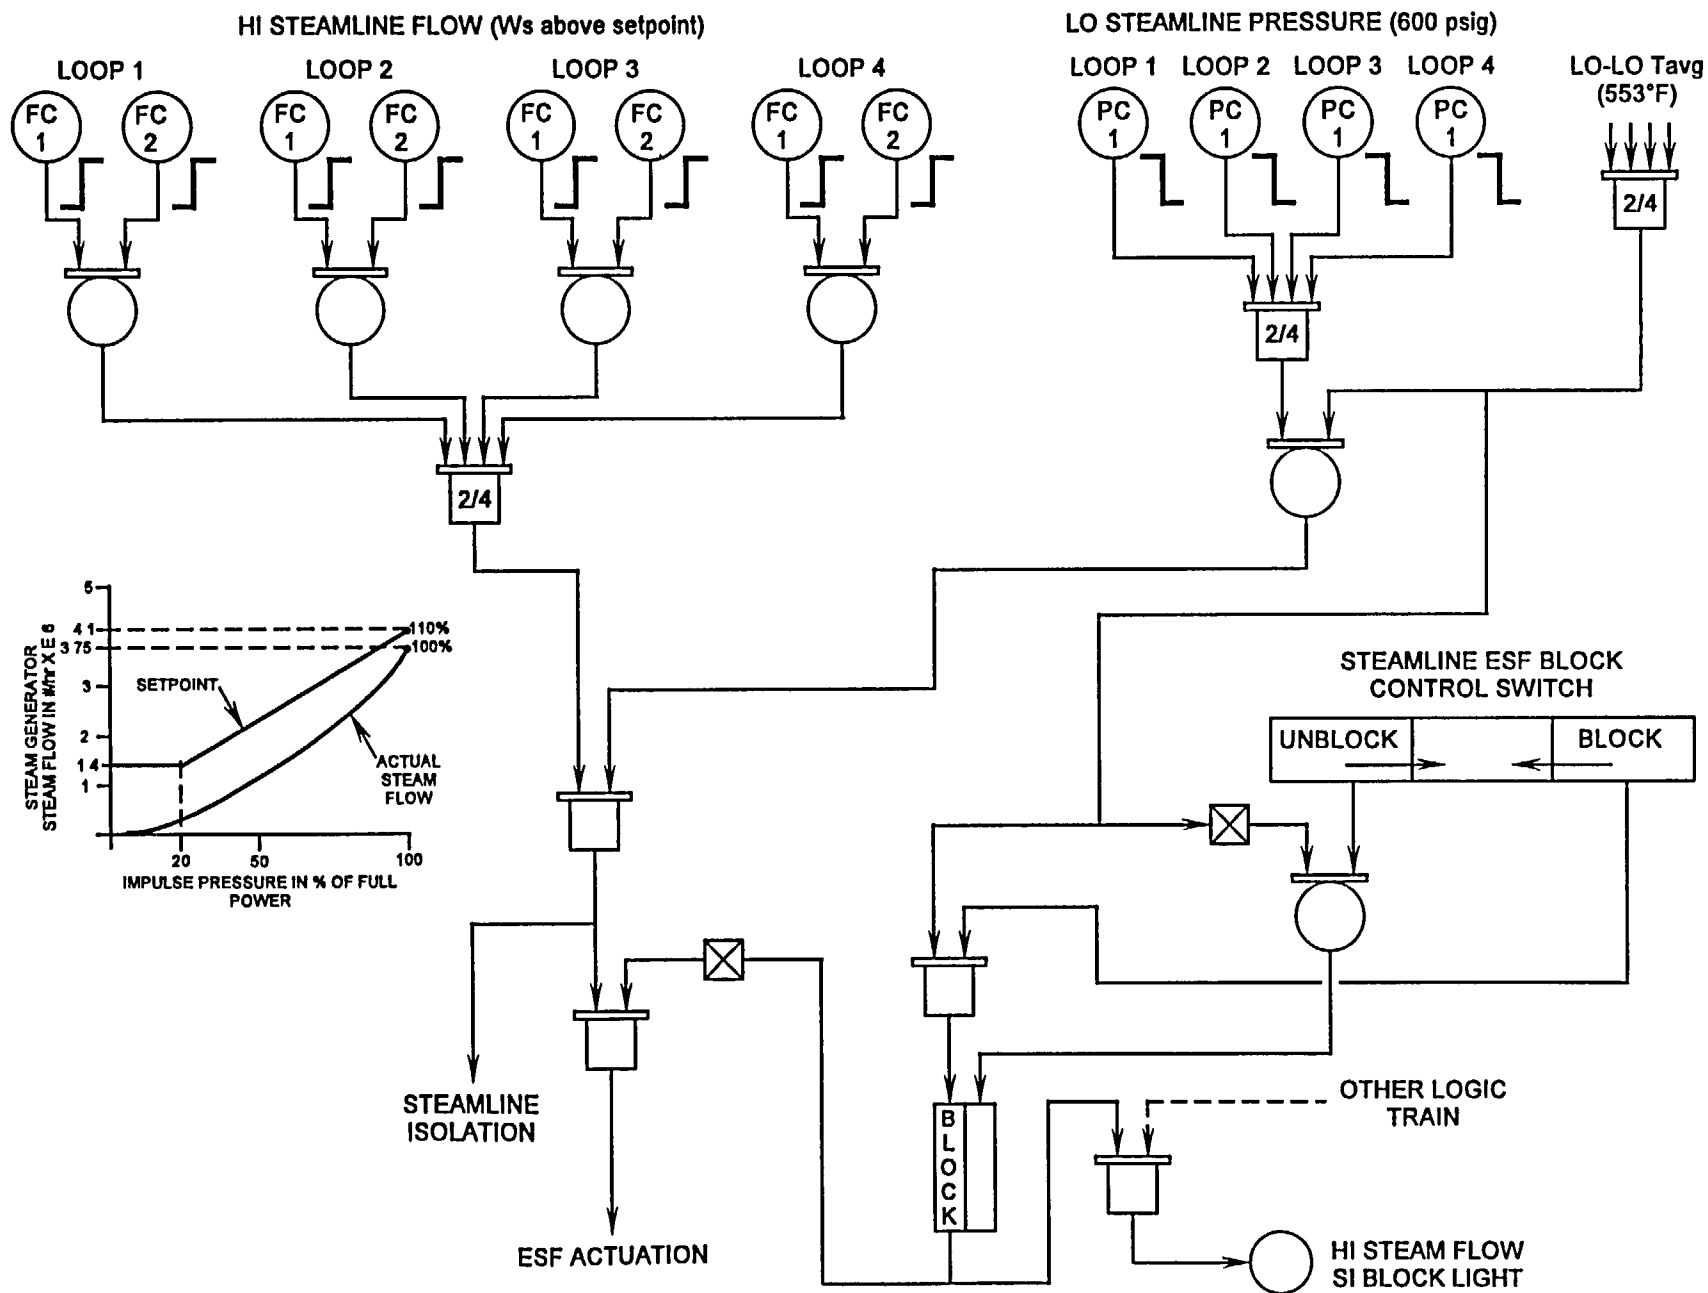 HI STEAMLINE FLOW (Ws above setpoint)
LO STEAMLINE PRESSURE (600 psig)
LOOP 1
LOOP 2
LOOP 3
LOOP 4
LOOP 1
LOOP 2
LOOP 3
LOOP 4
LO-LO Tavg
(553°F)
FC
1
FC
2
FC
1
FC
2
FC
1
FC
2
FC
1
FC
2
PC
1
PC
1
PC
1
PC
1
2/4
2/4
2/4
STEAM GENERATOR
STEAM FLOW IN #/hr X E 6
5
4 1
3 75
3
2
1 4
1
110%
100%
SETPOINT
ACTUAL
STEAM
FLOW
20
50
100
IMPULSE PRESSURE IN % OF FULL
POWER
STEAMLINE ESF BLOCK
CONTROL SWITCH
UNBLOCK
BLOCK
STEAMLINE
ISOLATION
ESF ACTUATION
BLOCK
OTHER LOGIC
TRAIN
HI STEAM FLOW
SI BLOCK LIGHT